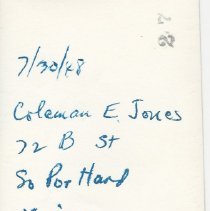 7/30/48
Coleman E. Jones
72 B St
So Portland